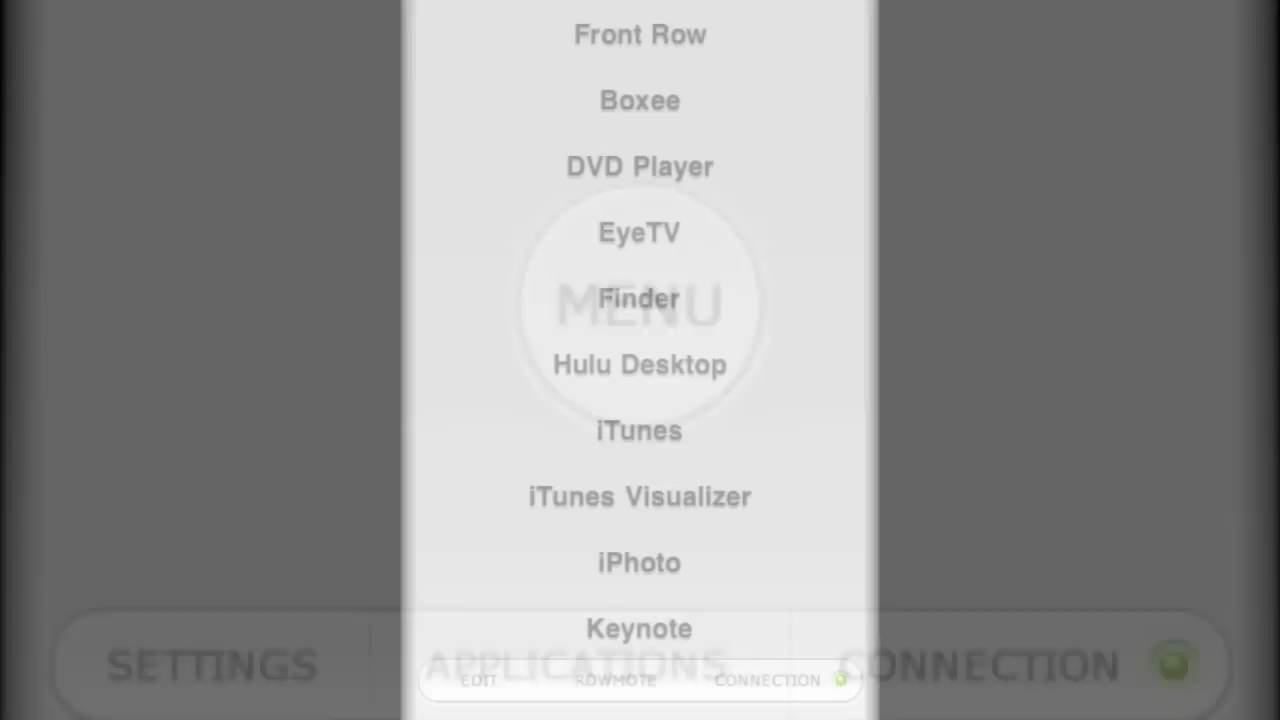 Front Row
Boxee
DVD Player
EyeTV
MENU
Finder
Hulu Desktop
iTunes
iTunes Visualizer
iPhoto
Keynote
SETTINGS
APPLICATIONS
CONNECTION
EDIT
ROWMOTE
CONNECTION